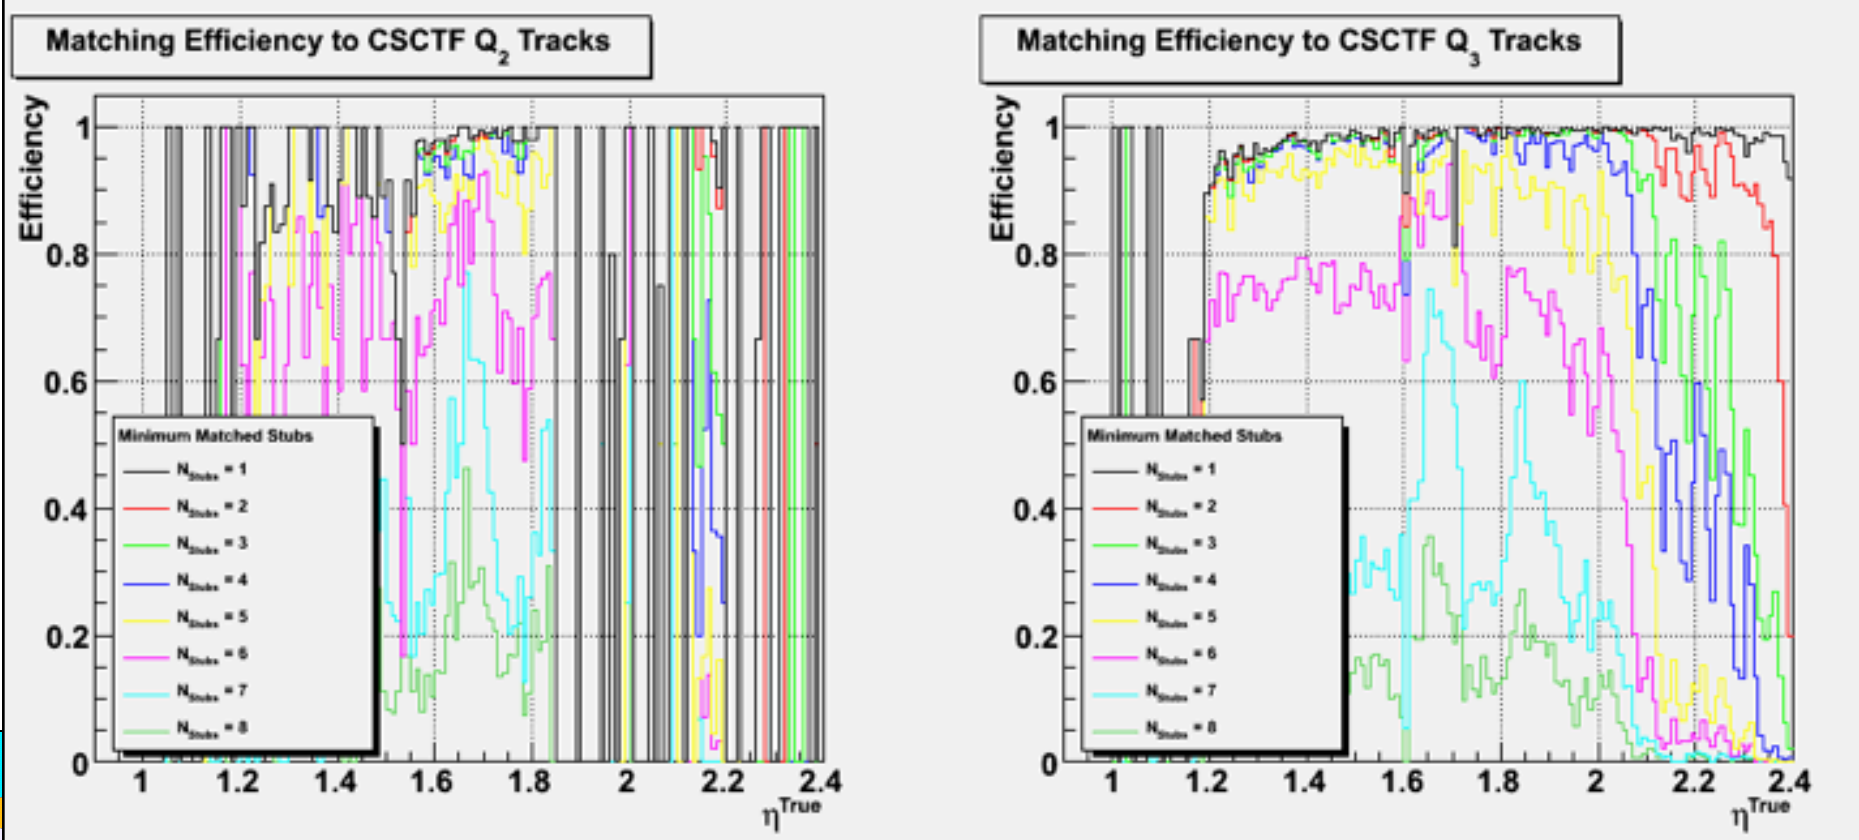 Matching Efficiency to CSCTF Q2 Tracks
Efficiency
1
0.8
0.6
0.4
0.2
0
Minimum Matched Stubs
NStubs = 1
NStubs = 2
NStubs = 3
NStubs = 4
NStubs = 5
NStubs = 6
NStubs = 7
NStubs = 8
1 1.2 1.4 1.6 1.8 2 2.2 2.4
ηTrue
Matching Efficiency to CSCTF Q3 Tracks
Efficiency
1
0.8
0.6
0.4
0.2
0
Minimum Matched Stubs
NStubs = 1
NStubs = 2
NStubs = 3
NStubs = 4
NStubs = 5
NStubs = 6
NStubs = 7
NStubs = 8
1 1.2 1.4 1.6 1.8 2 2.2 2.4
ηTrue